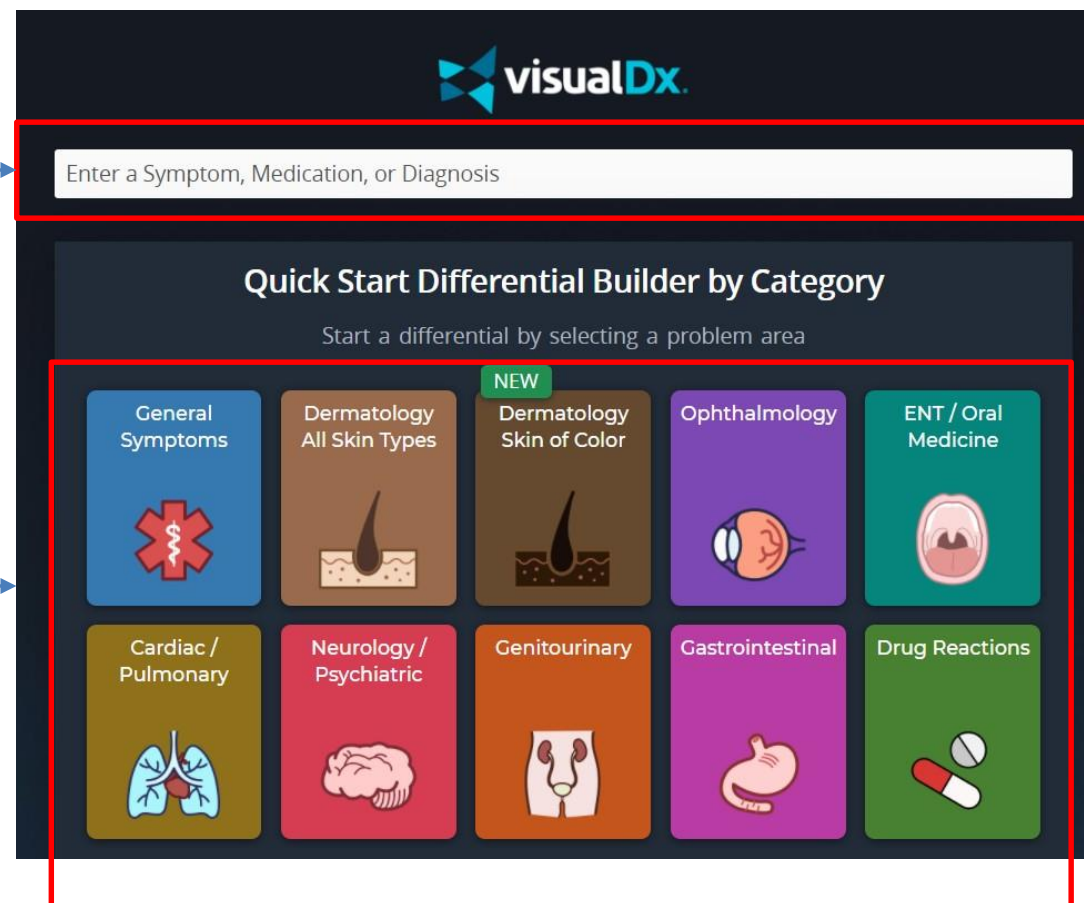 visualDx.
Enter a Symptom, Medication, or Diagnosis
Quick Start Differential Builder by Category
Start a differential by selecting a problem area
General
Symptoms
Dermatology
All Skin Types
NEW
Dermatology
Skin of Color
Ophthalmology
ENT / Oral
Medicine
Cardiac /
Pulmonary
Neurology /
Psychiatric
Genitourinary
Gastrointestinal
Drug Reactions